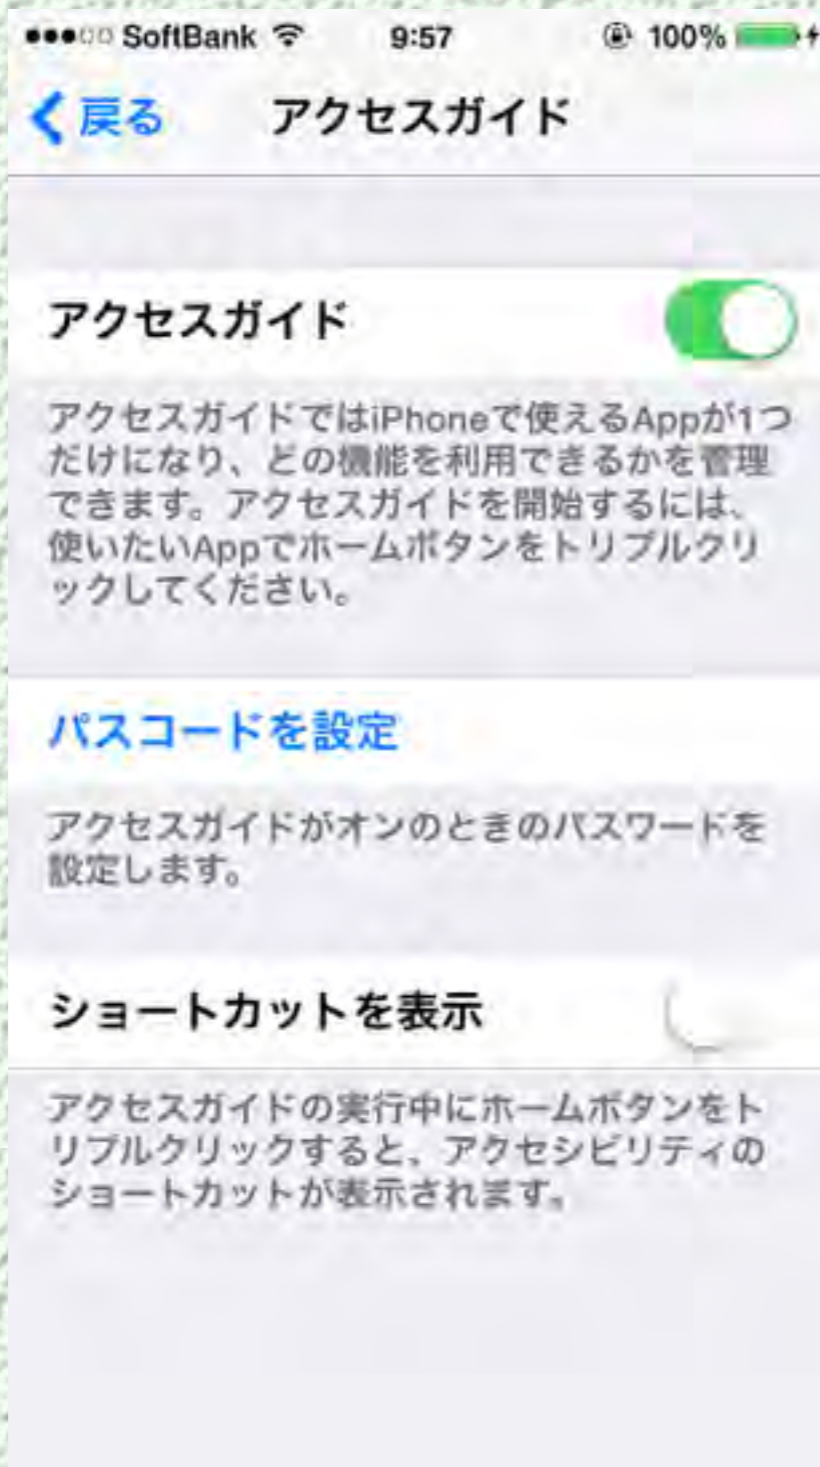 SoftBank 9:57 100%
戻る アクセスガイド
アクセスガイド
アクセスガイドではiPhoneで使えるAppが1つ
だけになり、どの機能を利用できるかを管理
できます。アクセスガイドを開始するには、
使いたいAppでホームボタンをトリプルクリ
ックしてください。
パスコードを設定
アクセスガイドがオンのときのパスワードを
設定します。
ショートカットを表示
アクセスガイドの実行中にホームボタンをト
リプルクリックすると、アクセシビリティの
ショートカットが表示されます。